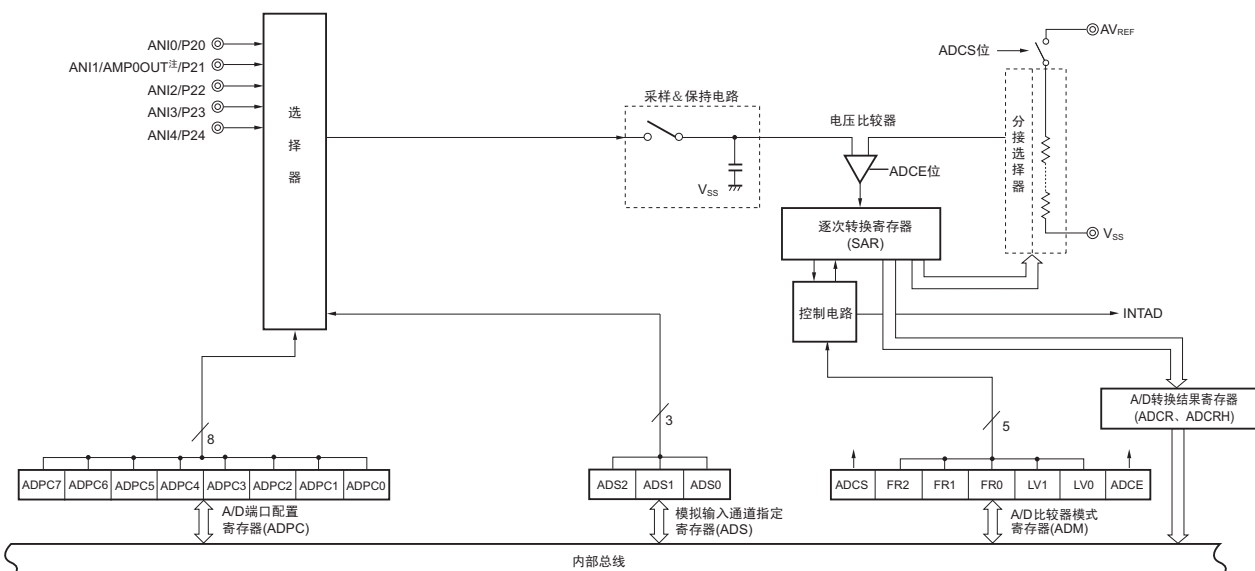 ANI0/P20
ANI1/AMP0OUT注/P21
ANI2/P22
ANI3/P23
ANI4/P24
选择器
采样&保持电路
VSS
电压比较器
ADCE位
ADCS位
AVREF
分接选择器
VSS
逐次转换寄存器
(SAR)
控制电路
INTAD
A/D转换结果寄存器
(ADCR、ADCRH)
8
3
5
ADPC7 ADPC6 ADPC5 ADPC4 ADPC3 ADPC2 ADPC1 ADPC0
ADS2 ADS1 ADS0
ADCS FR2 FR1 FR0 LV1 LV0 ADCE
A/D端口配置
寄存器(ADPC)
模拟输入通道指定
寄存器(ADS)
A/D比较器模式
寄存器(ADM)
内部总线